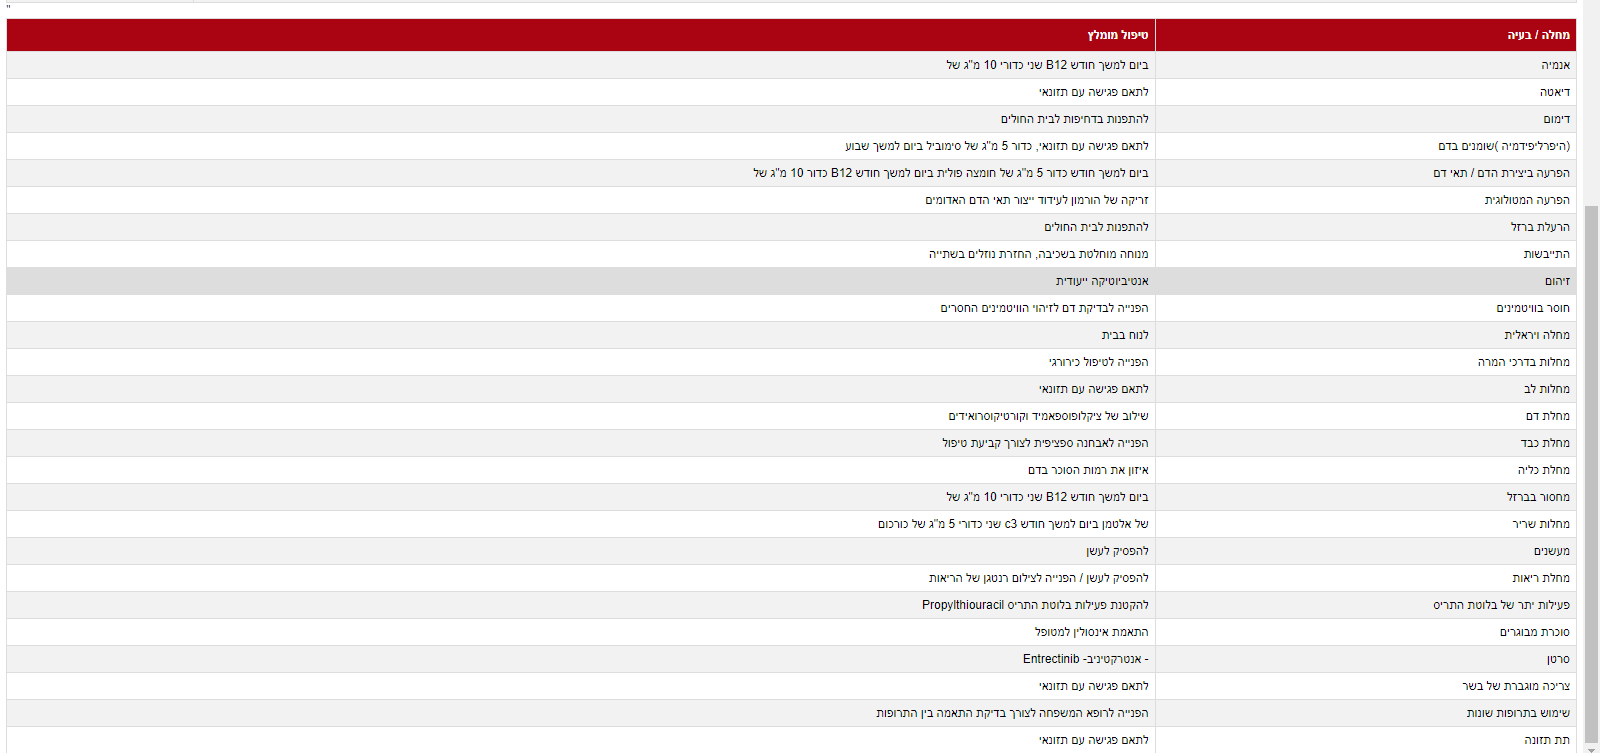 "
מחלה / בעיה	טיפול מומלץ
אנמיה	ביום למשך חודש B12 שני כדורי 10 מ"ג של
דיאטה	לתאם פגישה עם תזונאי
דימום	להתפנות בדחיפות לבית החולים
(היפרליפידמיה )שומנים בדם	לתאם פגישה עם תזונאי, כדור 5 מ"ג של סימוביל ביום למשך שבוע
הפרעה ביצירת הדם / תאי דם	ביום למשך חודש כדור 5 מ"ג של חומצה פולית ביום למשך חודש B12 כדור 10 מ"ג של
הפרעה המטולוגית	זריקה של הורמון לעידוד ייצור תאי הדם האדומים
הרעלת ברזל	להתפנות לבית החולים
התייבשות	מנוחה מוחלטת בשכיבה, החזרת נוזלים בשתייה
זיהום	אנטיביוטיקה ייעודית
חוסר בוויטמינים	הפנייה לבדיקת דם לזיהוי הוויטמינים החסרים
מחלה ויראלית	לנוח בבית
מחלות בדרכי המרה	הפנייה לטיפול כירורגי
מחלות לב	לתאם פגישה עם תזונאי
מחלת דם	שילוב של ציקלופוספאמיד וקורטיקוסרואידים
מחלת כבד	הפנייה לאבחנה ספציפית לצורך קביעת טיפול
מחלת כליה	איזון את רמות הסוכר בדם
מחסור בברזל	ביום למשך חודש B12 שני כדורי 10 מ"ג של
מחלות שריר	של אלטמן ביום למשך חודש c3 שני כדורי 5 מ"ג של כורכום
מעשנים	להפסיק לעשן
מחלת ריאות	להפסיק לעשן / הפנייה לצילום רנטגן של הריאות
פעילות יתר של בלוטת התריס	להקטנת פעילות בלוטת התריס Propylthiouracil
סוכרת מבוגרים	התאמת אינסולין למטופל
סרטן	- אנטרקטיניב- Entrectinib
צריכה מוגברת של בשר	לתאם פגישה עם תזונאי
שימוש בתרופות שונות	הפנייה לרופא המשפחה לצורך בדיקת התאמה בין התרופות
תת תזונה	לתאם פגישה עם תזונאי